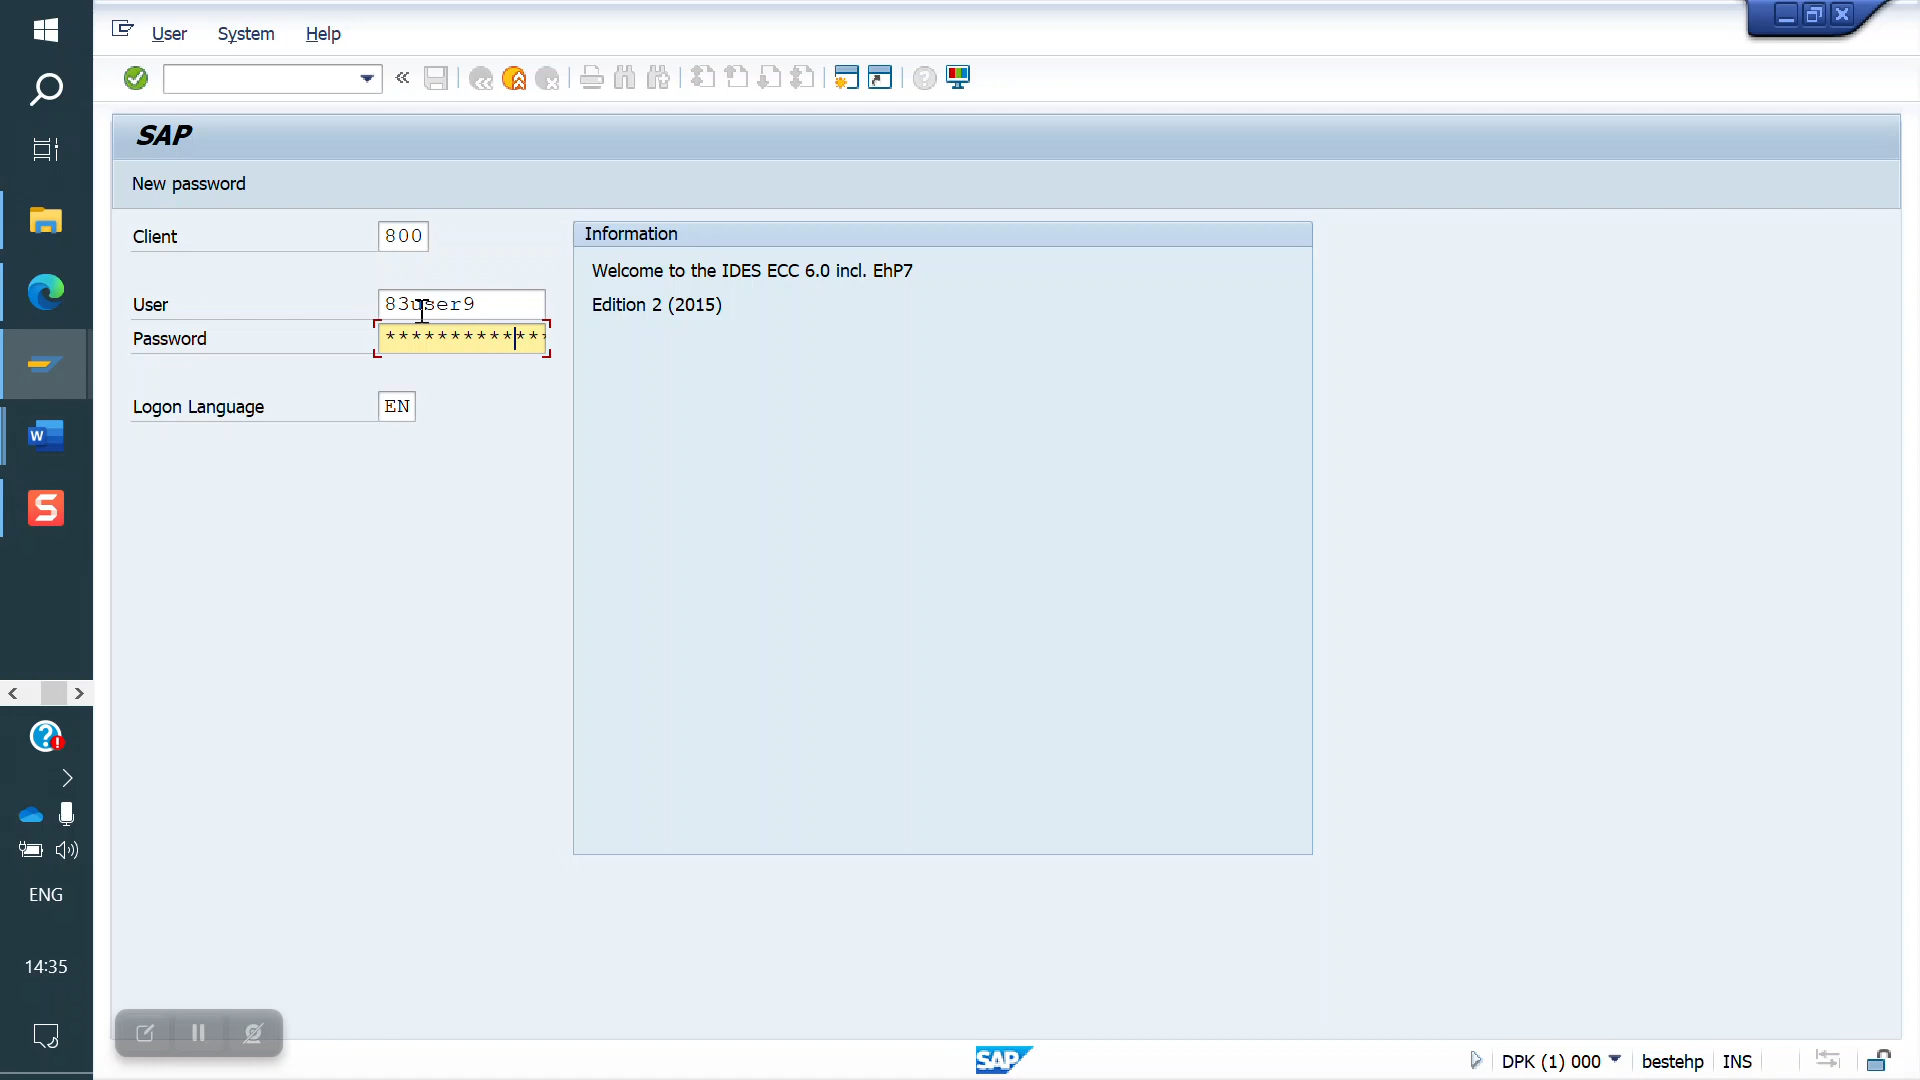 User System Help
SAP
New password
Client 800
User 83user9
Password **************
Logon Language EN
Information
Welcome to the IDES ECC 6.0 incl. EhP7
Edition 2 (2015)
W
S
ENG
14:35
SAP
DPK (1) 000 bestehp INS